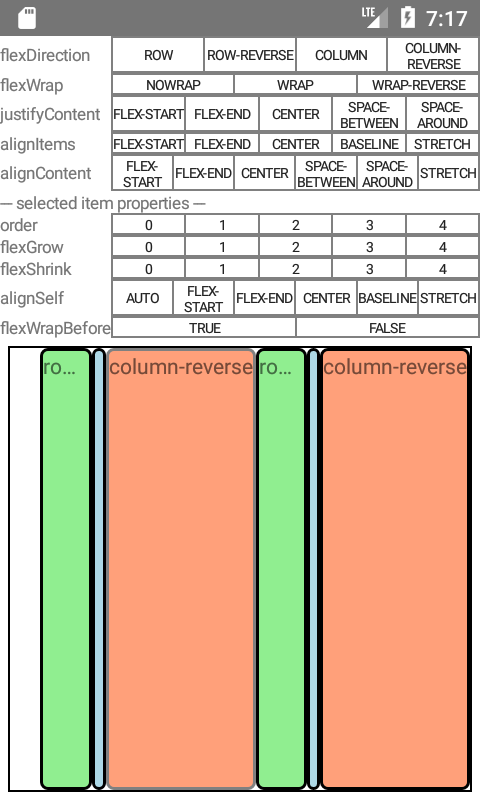 LTE 7:17
flexDirection ROW ROW-REVERSE COLUMN COLUMN-
REVERSE
flexWrap NOWRAP WRAP WRAP-REVERSE
justifyContent FLEX-START FLEX-END CENTER SPACE-
BETWEEN SPACE-
AROUND
alignItems FLEX-START FLEX-END CENTER BASELINE STRETCH
alignContent FLEX-
START FLEX-END CENTER SPACE-
BETWEEN SPACE-
AROUND STRETCH
— selected item properties —
order 0 1 2 3 4
flexGrow 0 1 2 3 4
flexShrink 0 1 2 3 4
alignSelf AUTO FLEX-
START FLEX-END CENTER BASELINE STRETCH
flexWrapBefore TRUE FALSE
ro... column-reverse ro... column-reverse